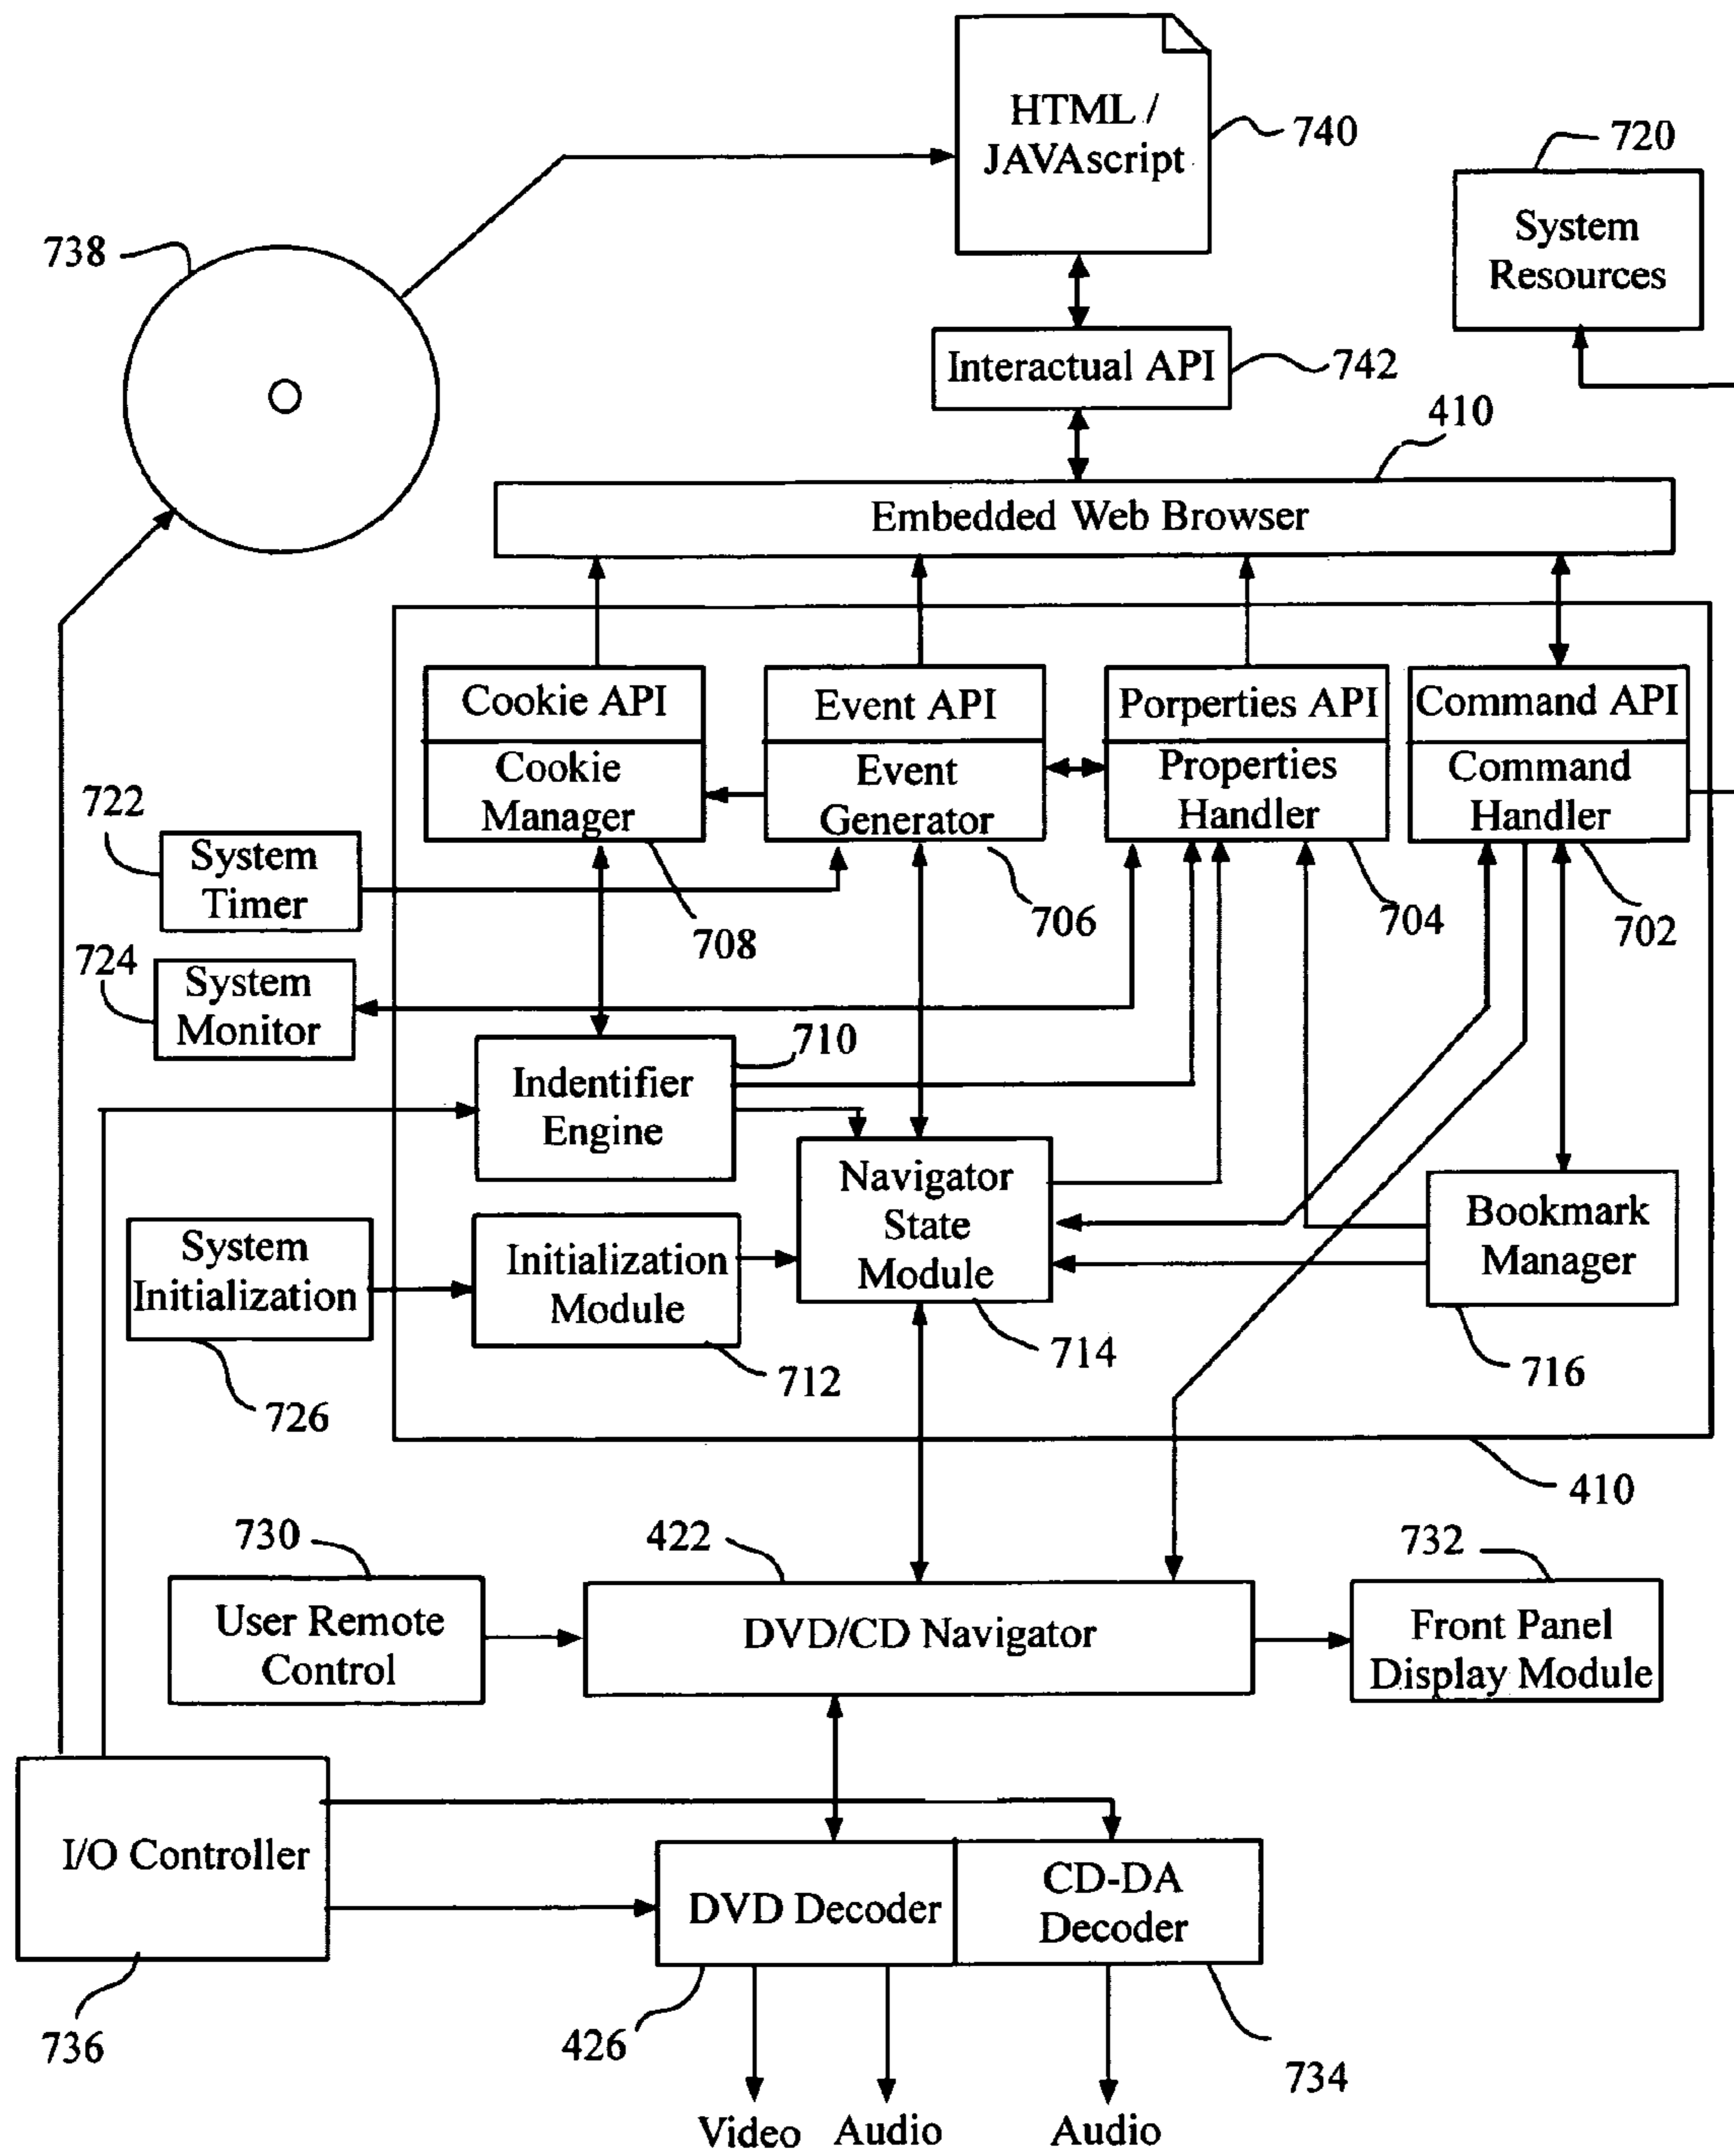 HTML /
JAVAscript
740
720
System
Resources
738
Interactual API
742
410
Embedded Web Browser
Cookie API
Event API
Porperties API
Command API
Cookie
Manager
Event
Generator
Properties
Handler
Command
Handler
722
System
Timer
708
706
704
702
724
System
Monitor
710
Indentifier
Engine
Navigator
State
Module
Bookmark
Manager
System
Initialization
Initialization
Module
714
716
712
726
410
730
422
732
User Remote
Control
DVD/CD Navigator
Front Panel
Display Module
I/O Controller
DVD Decoder
CD-DA
Decoder
736
426
734
Video
Audio
Audio